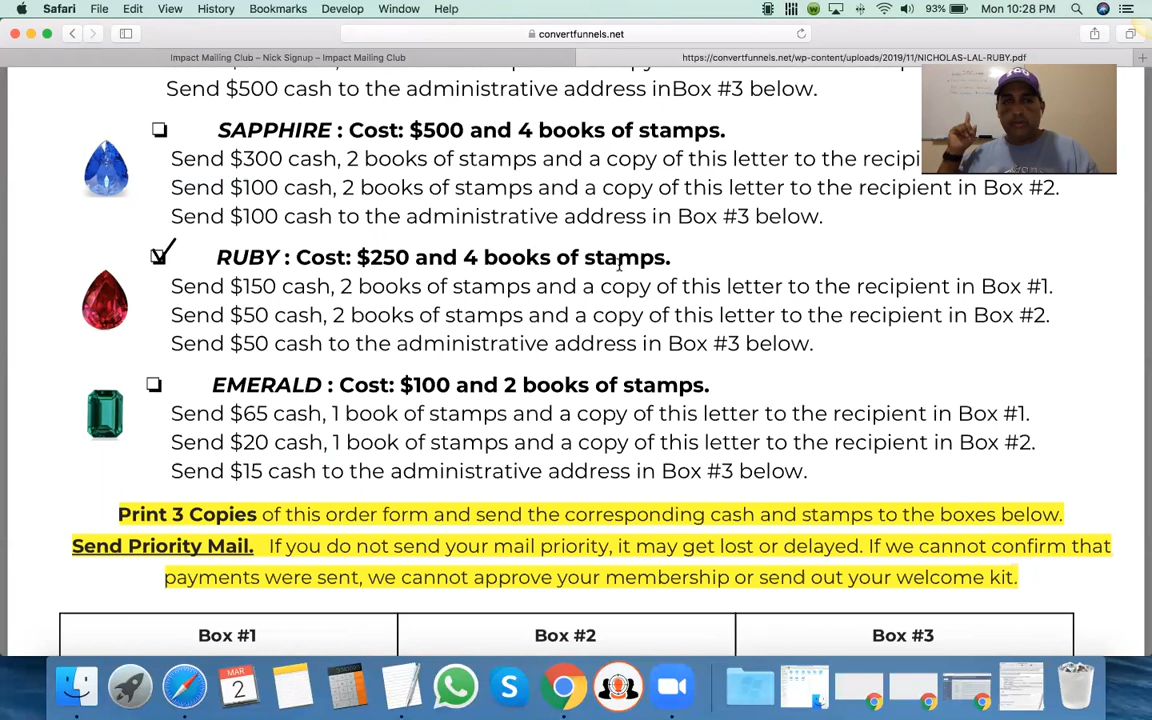 Safari File Edit View History Bookmarks Develop Window Help 93% Mon 10:28 PM
convertfunnels.net
Impact Mailing Club – Nick Signup – Impact Mailing Club https://convertfunnels.net/wp-content/uploads/2019/11/NICHOLAS-LAL-RUBY.pdf
Send $500 cash to the administrative address inBox #3 below.
SAPPHIRE : Cost: $500 and 4 books of stamps.
Send $300 cash, 2 books of stamps and a copy of this letter to the
Send $100 cash, 2 books of stamps and a copy of this letter to the recipient in Box #2.
Send $100 cash to the administrative address in Box #3 below.
RUBY : Cost: $250 and 4 books of stamps.
Send $150 cash, 2 books of stamps and a copy of this letter to the recipient in Box #1.
Send $50 cash, 2 books of stamps and a copy of this letter to the recipient in Box #2.
Send $50 cash to the administrative address in Box #3 below.
EMERALD : Cost: $100 and 2 books of stamps.
Send $65 cash, 1 book of stamps and a copy of this letter to the recipient in Box #1.
Send $20 cash, 1 book of stamps and a copy of this letter to the recipient in Box #2.
Send $15 cash to the administrative address in Box #3 below.
Print 3 Copies of this order form and send the corresponding cash and stamps to the boxes below.
Send Priority Mail. If you do not send your mail priority, it may get lost or delayed. If we cannot confirm that
payments were sent, we cannot approve your membership or send out your welcome kit.
Box #1 Box #2 Box #3
MAR
2